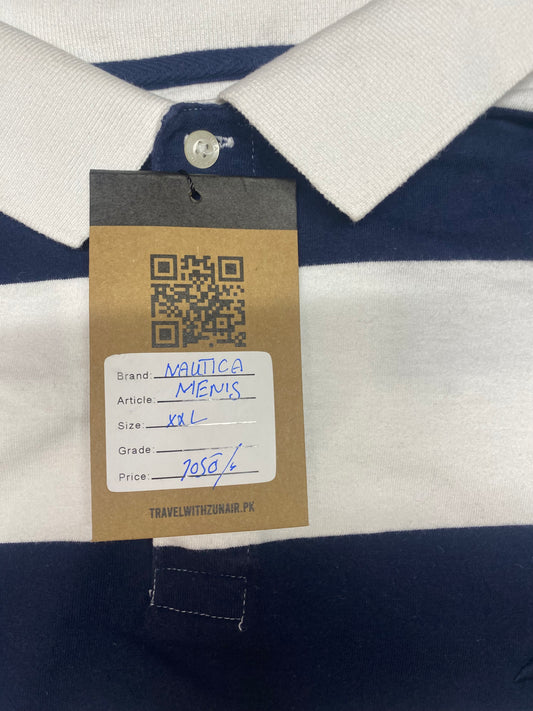 Brand: NAUTICA
Article: MENS
Size: XXL
Grade:
Price: 7050/
TRAVELWITHZUNAIR.PK